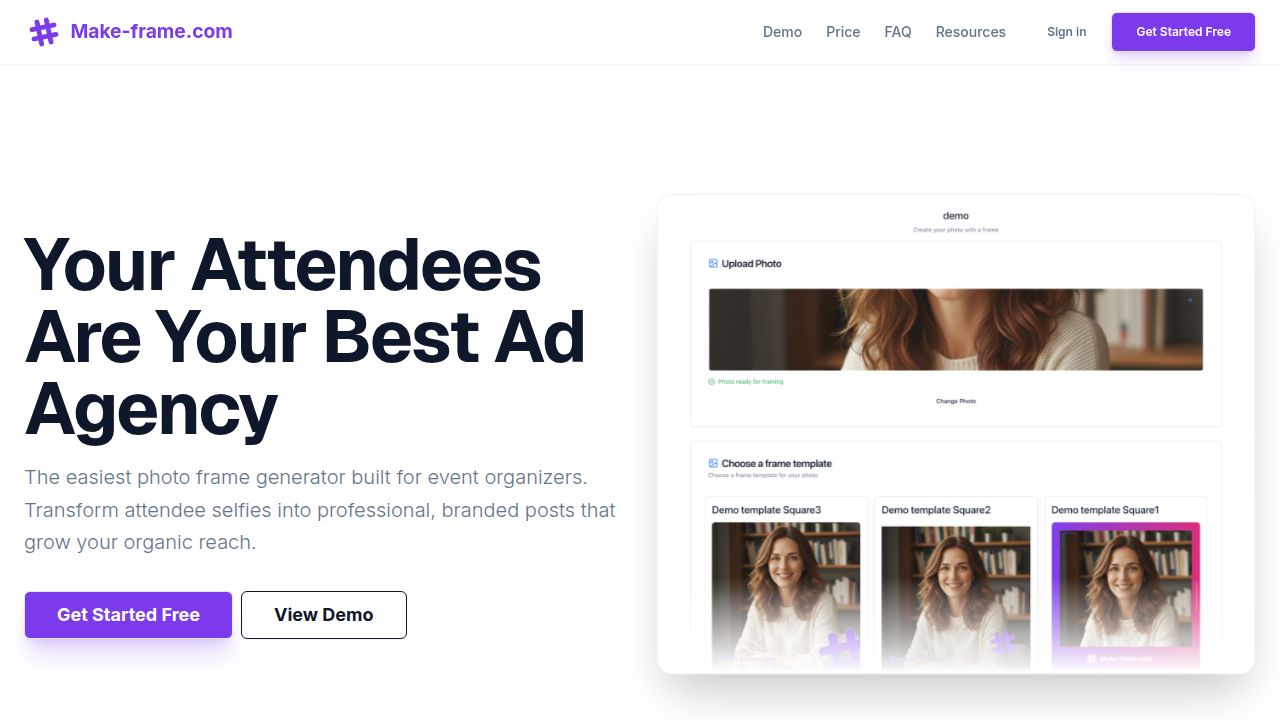 Make-frame.com
Demo
Price
FAQ
Resources
Sign in
Get Started Free
Your Attendees
Are Your Best Ad
Agency
The easiest photo frame generator built for event organizers.
Transform attendee selfies into professional, branded posts that
grow your organic reach.
Get Started Free
View Demo
demo
Create your photo with a frame
Upload Photo
Photo ready for framing
Change Photo
Choose a frame template
Choose a frame template for your photo
Demo template Square3
Demo template Square2
Demo template Square1
Make-frame.com